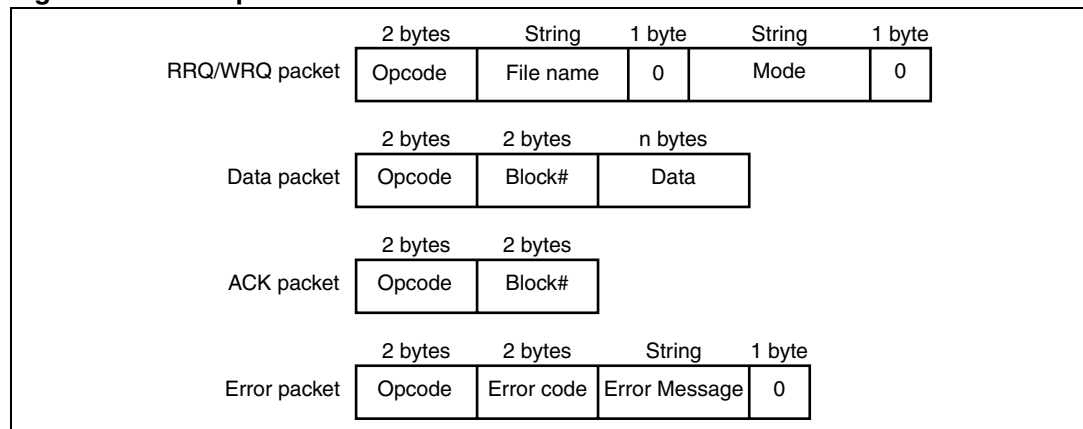 2 bytes String 1 byte String 1 byte
RRQ/WRQ packet Opcode File name 0 Mode 0
2 bytes 2 bytes n bytes
Data packet Opcode Block# Data
2 bytes 2 bytes
ACK packet Opcode Block#
2 bytes 2 bytes String 1 byte
Error packet Opcode Error code Error Message 0